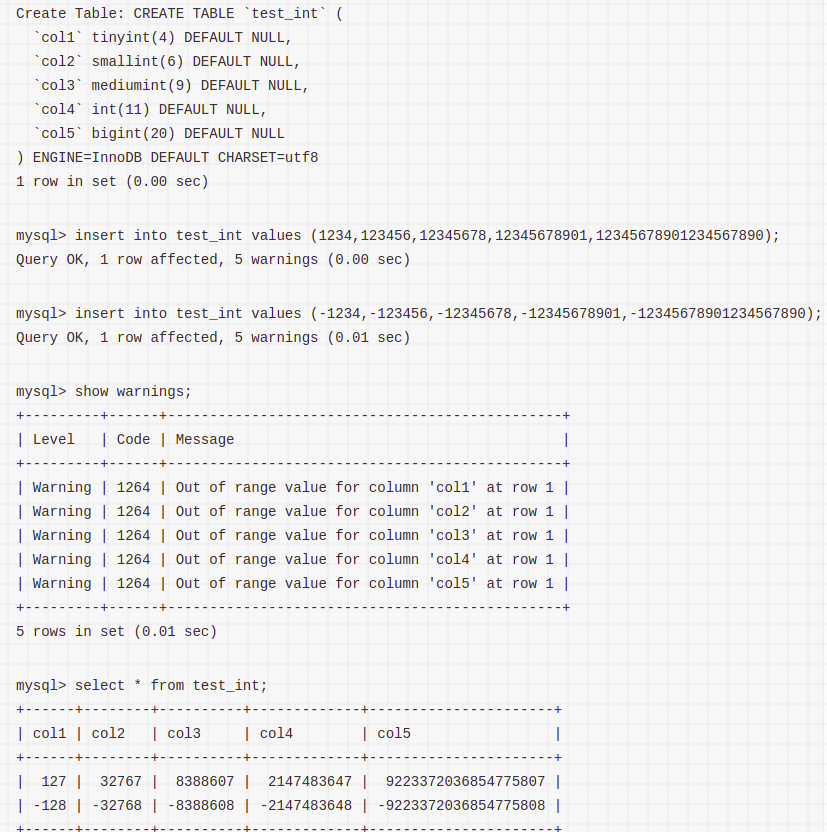 Create Table: CREATE TABLE `test_int` (
  `col1` tinyint(4) DEFAULT NULL,
  `col2` smallint(6) DEFAULT NULL,
  `col3` mediumint(9) DEFAULT NULL,
  `col4` int(11) DEFAULT NULL,
  `col5` bigint(20) DEFAULT NULL
) ENGINE=InnoDB DEFAULT CHARSET=utf8
1 row in set (0.00 sec)

mysql> insert into test_int values (1234,123456,12345678,12345678901,12345678901234567890);
Query OK, 1 row affected, 5 warnings (0.00 sec)

mysql> insert into test_int values (-1234,-123456,-12345678,-12345678901,-12345678901234567890);
Query OK, 1 row affected, 5 warnings (0.01 sec)

mysql> show warnings;
+---------+------+-----------------------------------------------+
| Level   | Code | Message                                       |
+---------+------+-----------------------------------------------+
| Warning | 1264 | Out of range value for column 'col1' at row 1 |
| Warning | 1264 | Out of range value for column 'col2' at row 1 |
| Warning | 1264 | Out of range value for column 'col3' at row 1 |
| Warning | 1264 | Out of range value for column 'col4' at row 1 |
| Warning | 1264 | Out of range value for column 'col5' at row 1 |
+---------+------+-----------------------------------------------+
5 rows in set (0.01 sec)

mysql> select * from test_int;
+------+--------+----------+-------------+----------------------+
| col1 | col2   | col3     | col4        | col5                 |
+------+--------+----------+-------------+----------------------+
|  127 |  32767 |  8388607 |  2147483647 |  9223372036854775807 |
| -128 | -32768 | -8388608 | -2147483648 | -9223372036854775808 |
+------+--------+----------+-------------+----------------------+